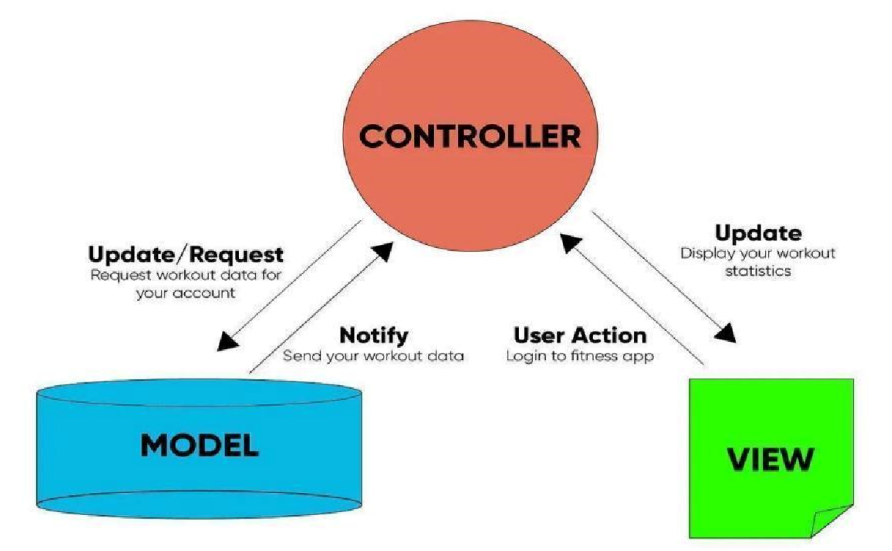 CONTROLLER
Update/Request
Request workout data for
your account
Notify
Send your workout data
User Action
Login to fitness app
Update
Display your workout
statistics
MODEL
VIEW